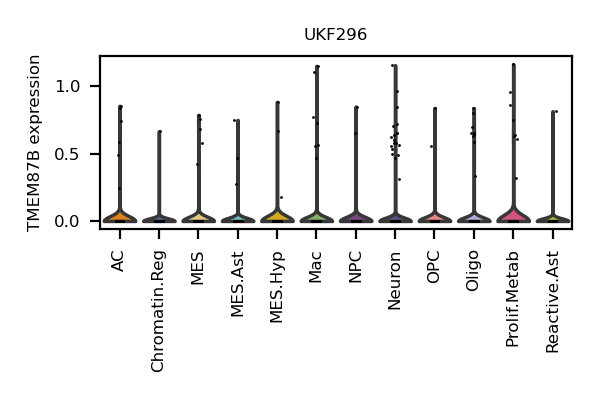 UKF296
TMEM87B expression
1.0
0.5
0.0
AC
Chromatin.Reg
MES
MES.Ast
MES.Hyp
Mac
NPC
Neuron
OPC
Oligo
Prolif.Metab
Reactive.Ast